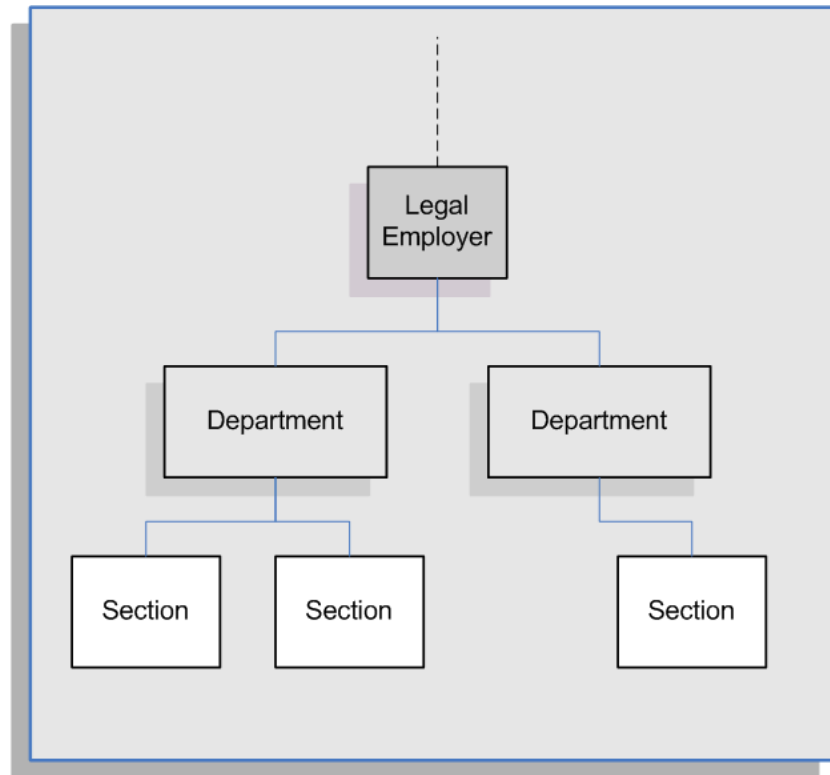 Legal
Employer
Department
Department
Section
Section
Section